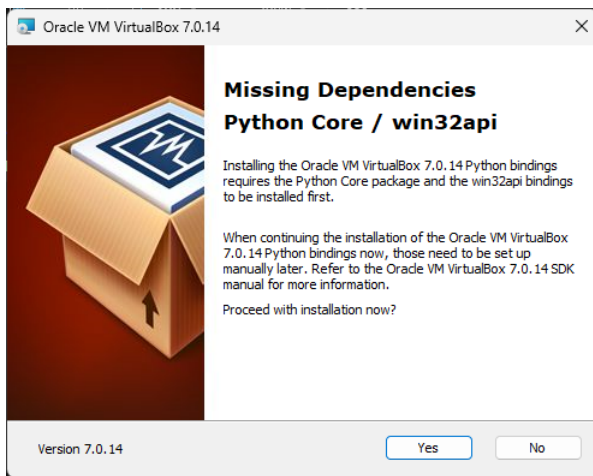 Oracle VM VirtualBox 7.0.14
Missing Dependencies
Python Core / win32api
Installing the Oracle VM VirtualBox 7.0.14 Python bindings
requires the Python Core package and the win32api bindings
to be installed first.
When continuing the installation of the Oracle VM VirtualBox
7.0.14 Python bindings now, those need to be set up
manually later. Refer to the Oracle VM VirtualBox 7.0.14 SDK
manual for more information.
Proceed with installation now?
Version 7.0.14
Yes
No